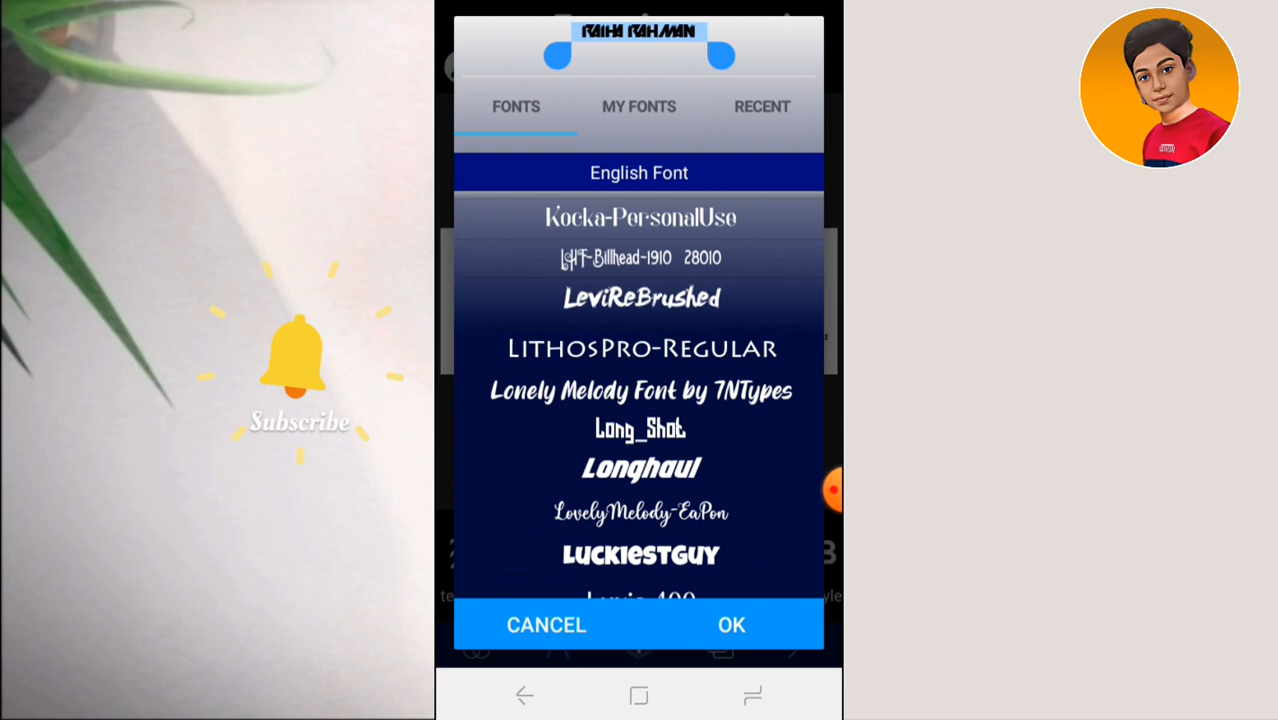 RAIHA RAHMAN
FONTS MY FONTS RECENT
English Font
Kocka-PersonalUse
LHF-Billhead-1910 28010
LeviReBrushed
LithosPro-Regular
Lonely Melody Font by 7NTypes
Long_Shot
Longhaul
LovelyMelody-EaPon
LuckiestGuy
CANCEL OK
Subscribe